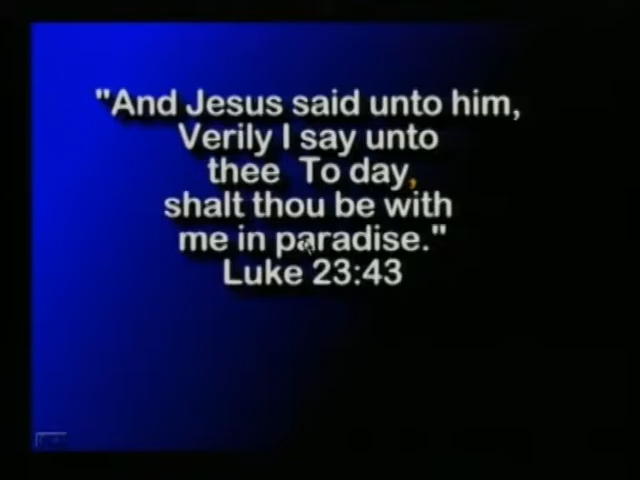 "And Jesus said unto him,
Verily I say unto
thee  To day,
shalt thou be with
me in paradise."
Luke 23:43